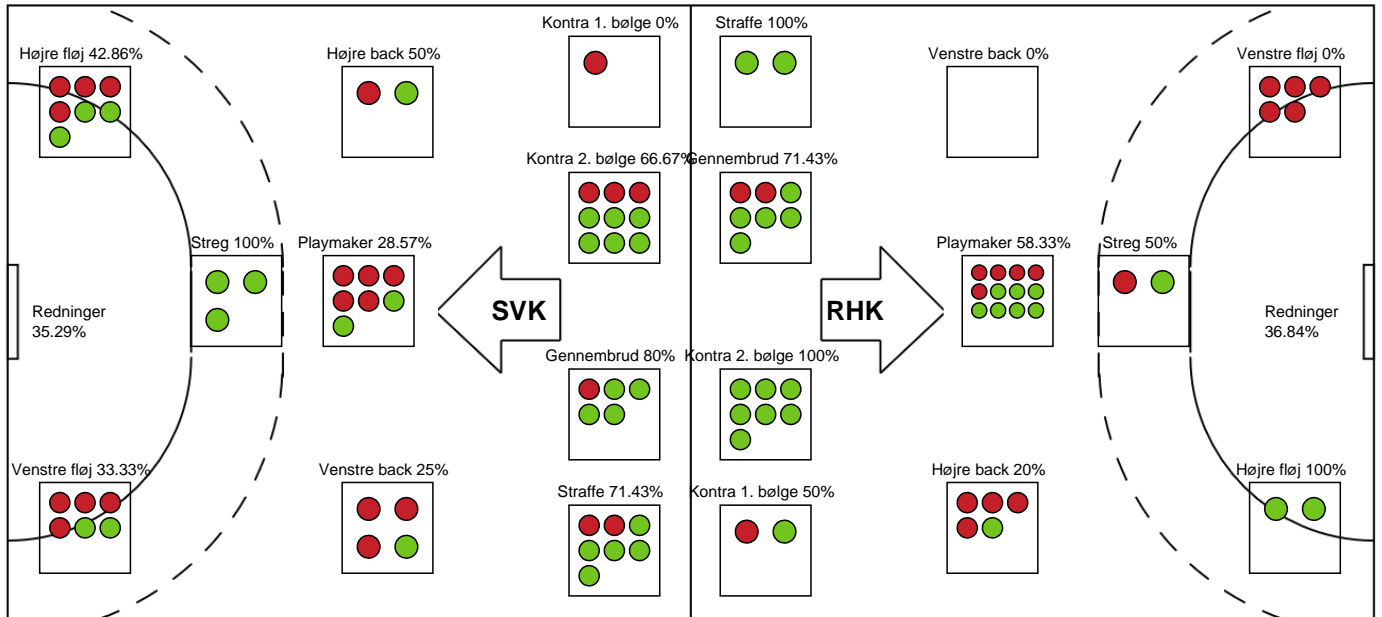 Kontra 1. bølge 0%
Straffe 100%
Højre fløj 42.86%
Højre back 50%
Venstre back 0%
Venstre fløj 0%
Kontra 2. bølge 66.67%
Gennembrud 71.43%
Streg 100%
Playmaker 28.57%
Playmaker 58.33%
Streg 50%
Redninger
35.29%
SVK
RHK
Redninger
36.84%
Gennembrud 80%
Kontra 2. bølge 100%
Venstre fløj 33.33%
Venstre back 25%
Straffe 71.43%
Kontra 1. bølge 50%
Højre back 20%
Højre fløj 100%